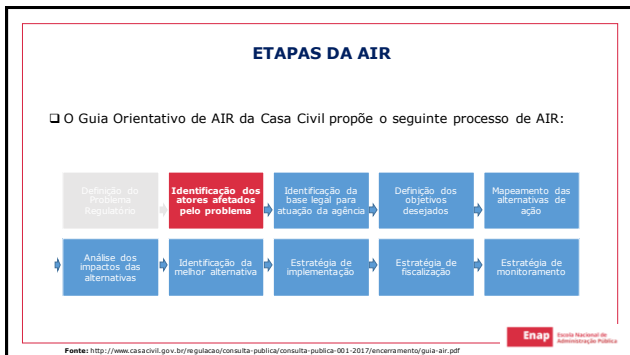 ETAPAS DA AIR
❑ O Guia Orientativo de AIR da Casa Civil propõe o seguinte processo de AIR:
Definição do
Problema
Regulatório
Identificação dos
atores afetados
pelo problema
Identificação da
base legal para
atuação da agência
Definição dos
objetivos
desejados
Mapeamento das
alternativas de
ação
Análise dos
impactos das
alternativas
Identificação da
melhor alternativa
Estratégia de
implementação
Estratégia de
fiscalização
Estratégia de
monitoramento
Enap
Escola Nacional de
Administração Pública
Fonte: http://www.casacivil.gov.br/regulacao/consulta-publica/consulta-publica-001-2017/encerramento/guia-air.pdf